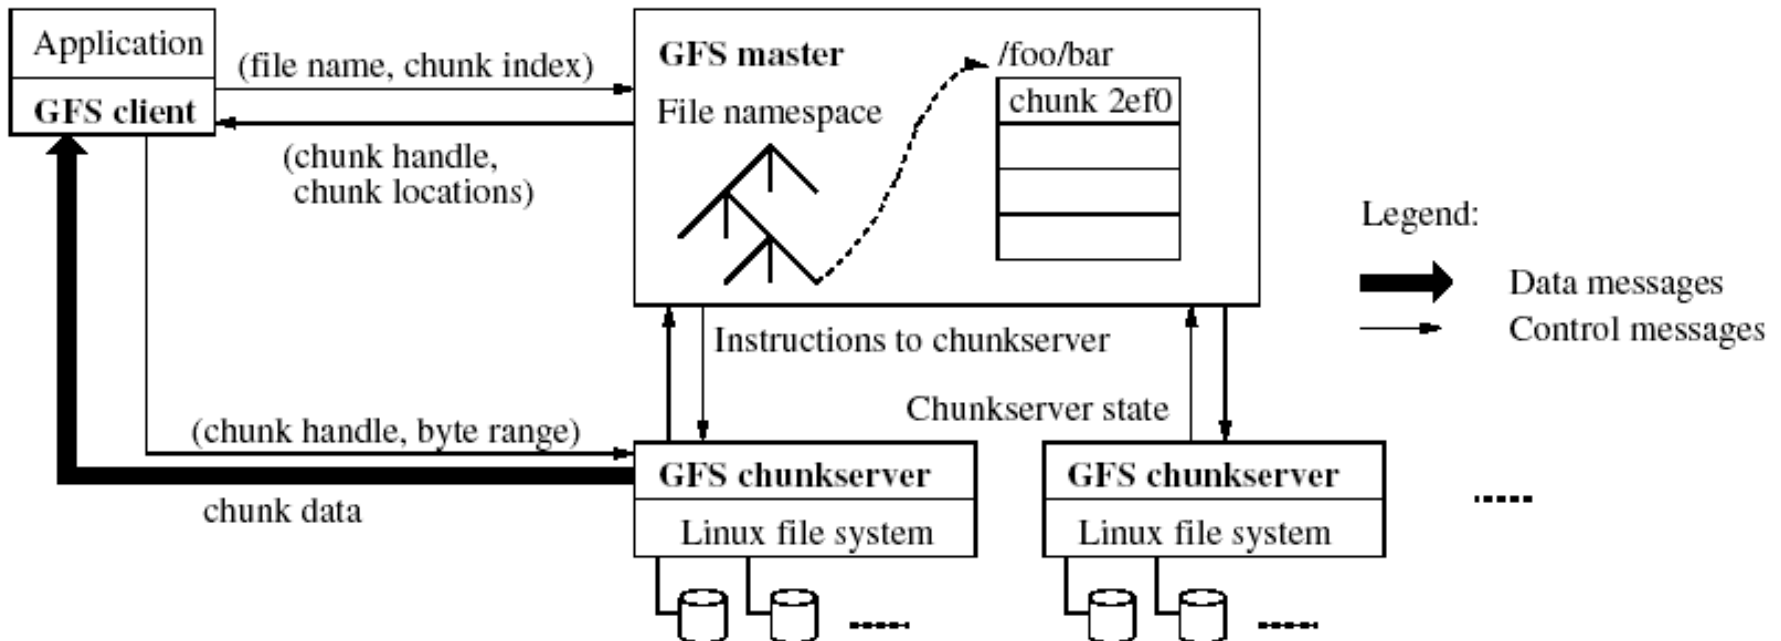 Application
GFS client
(file name, chunk index)
(chunk handle,
chunk locations)
GFS master
File namespace
/foo/bar
chunk 2ef0
Legend:
Data messages
Control messages
Instructions to chunkserver
Chunkserver state
(chunk handle, byte range)
chunk data
GFS chunkserver
Linux file system
GFS chunkserver
Linux file system